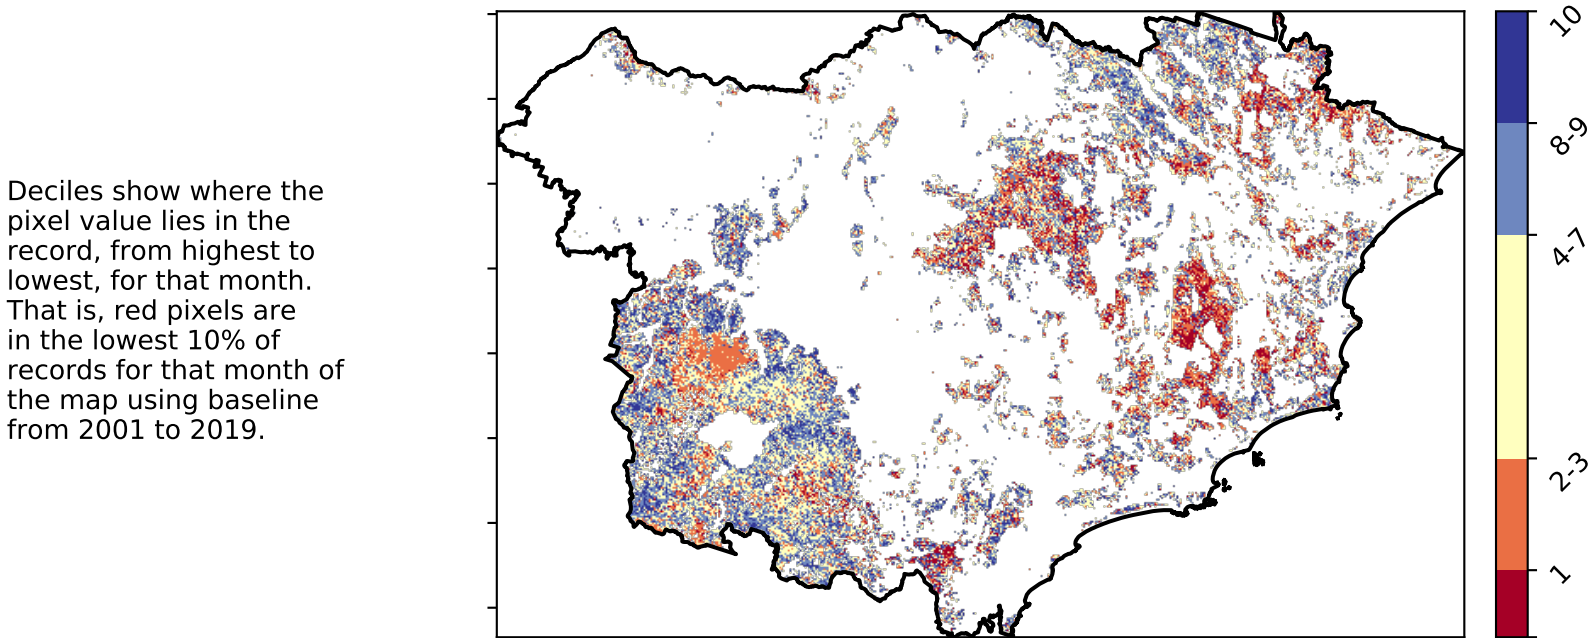 Deciles show where the
pixel value lies in the
record, from highest to
lowest, for that month.
That is, red pixels are
in the lowest 10% of
records for that month of
the map using baseline
from 2001 to 2019.
10
8-9
4-7
2-3
1